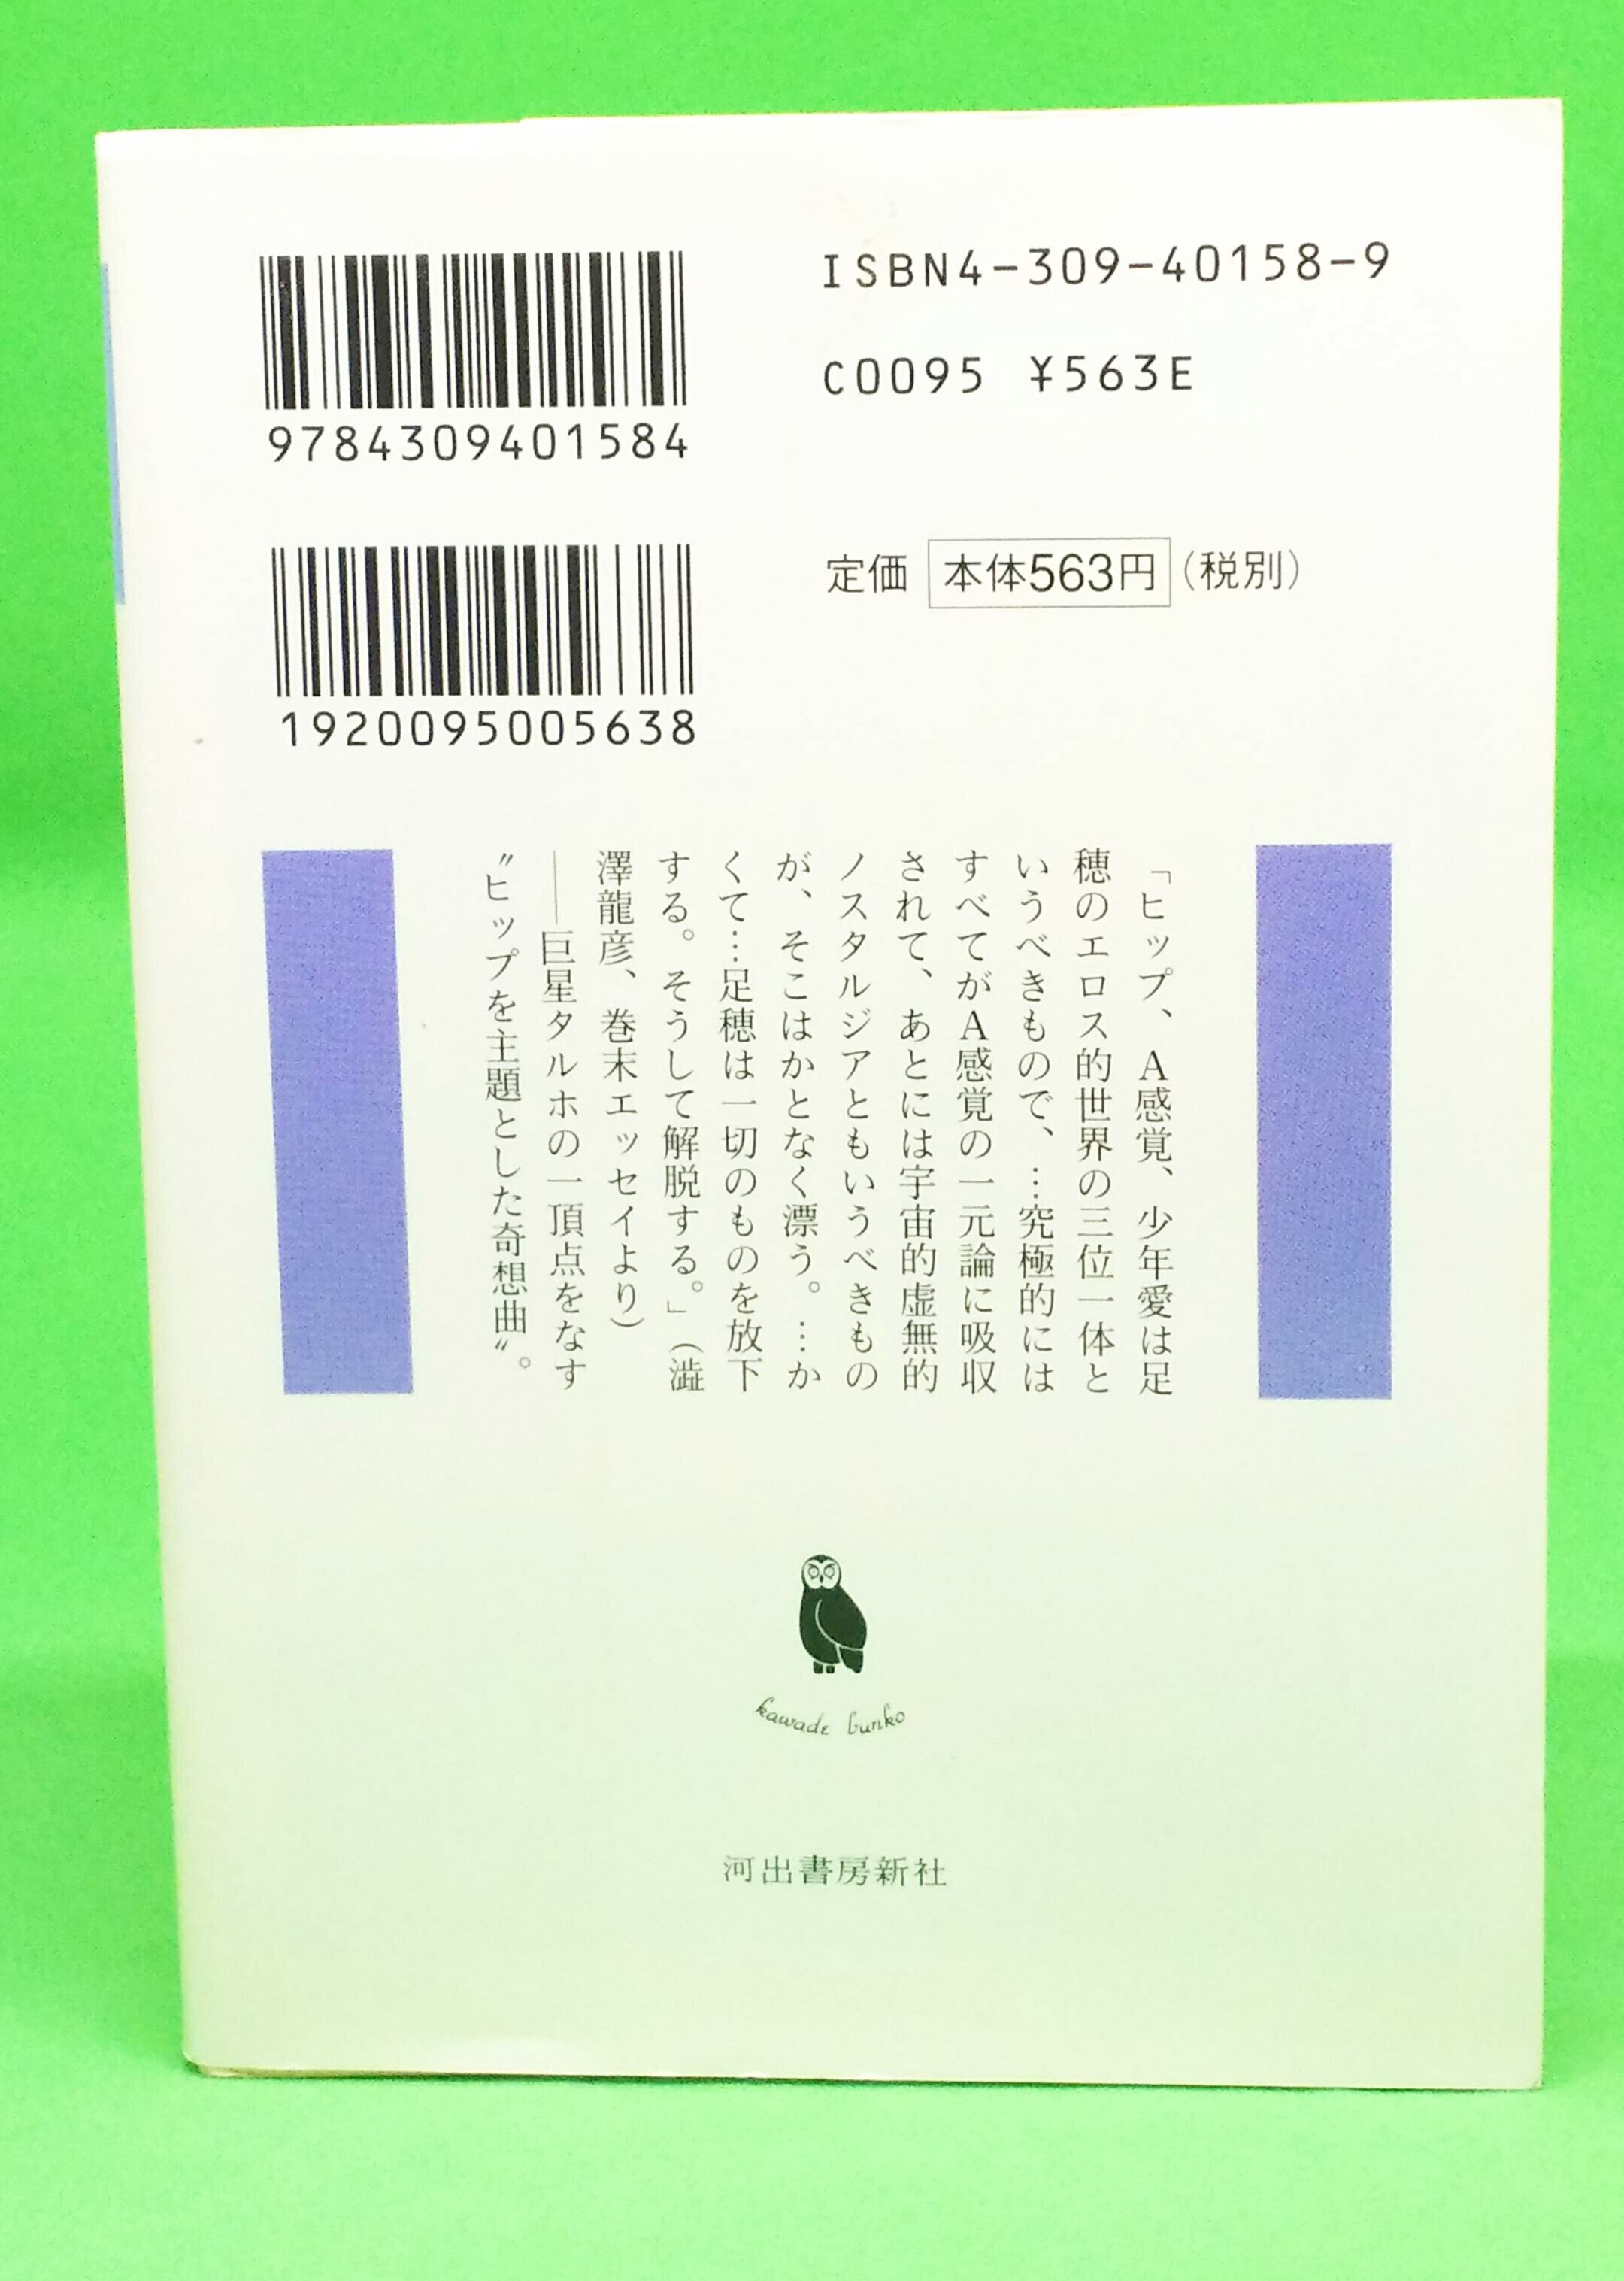 9784309401584
ISBN4-309-40158-9
C0095 ¥563E
1920095005638
定価 本体563円(税別)
「ヒップ、A感覚、少年愛は足
穂のエロス的世界の三位一体と
いうべきもので、…究極的には
すべてがA感覚の一元論に吸収
されて、あとには宇宙的虚無的
ノスタルジアともいうべきもの
が、そこはかとなく漂う。…か
くて…足穂は一切のものを放下
する。そうして解脱する。」(澁
澤龍彦、巻末エッセイより)
――巨星タルホの一頂点をなす
〝ヒップを主題とした奇想曲〟。
kawade bunko
河出書房新社